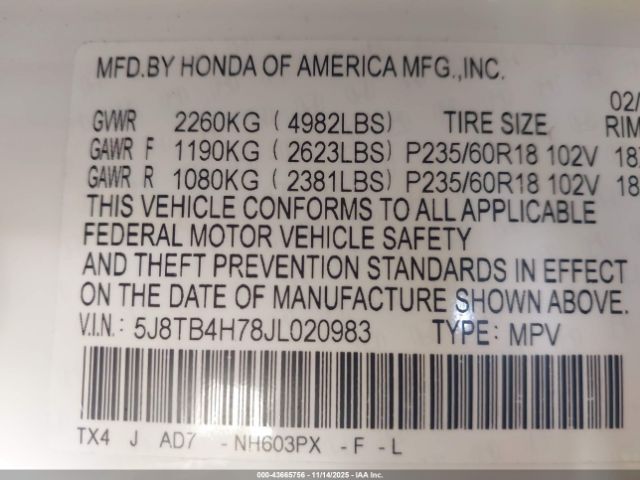 MFD.BY HONDA OF AMERICA MFG.,INC.
02/
GVWR 2260KG ( 4982LBS) TIRE SIZE RIM
GAWR F 1190KG ( 2623LBS) P235/60R18 102V 18
GAWR R 1080KG ( 2381LBS) P235/60R18 102V 18
THIS VEHICLE CONFORMS TO ALL APPLICABLE
FEDERAL MOTOR VEHICLE SAFETY
AND THEFT PREVENTION STANDARDS IN EFFECT
ON THE DATE OF MANUFACTURE SHOWN ABOVE.
V.I.N.: 5J8TB4H78JL020983 TYPE: MPV
TX4 J AD7 -NH603PX -F -L
000-43665756 - 11/14/2025 - IAA Inc.